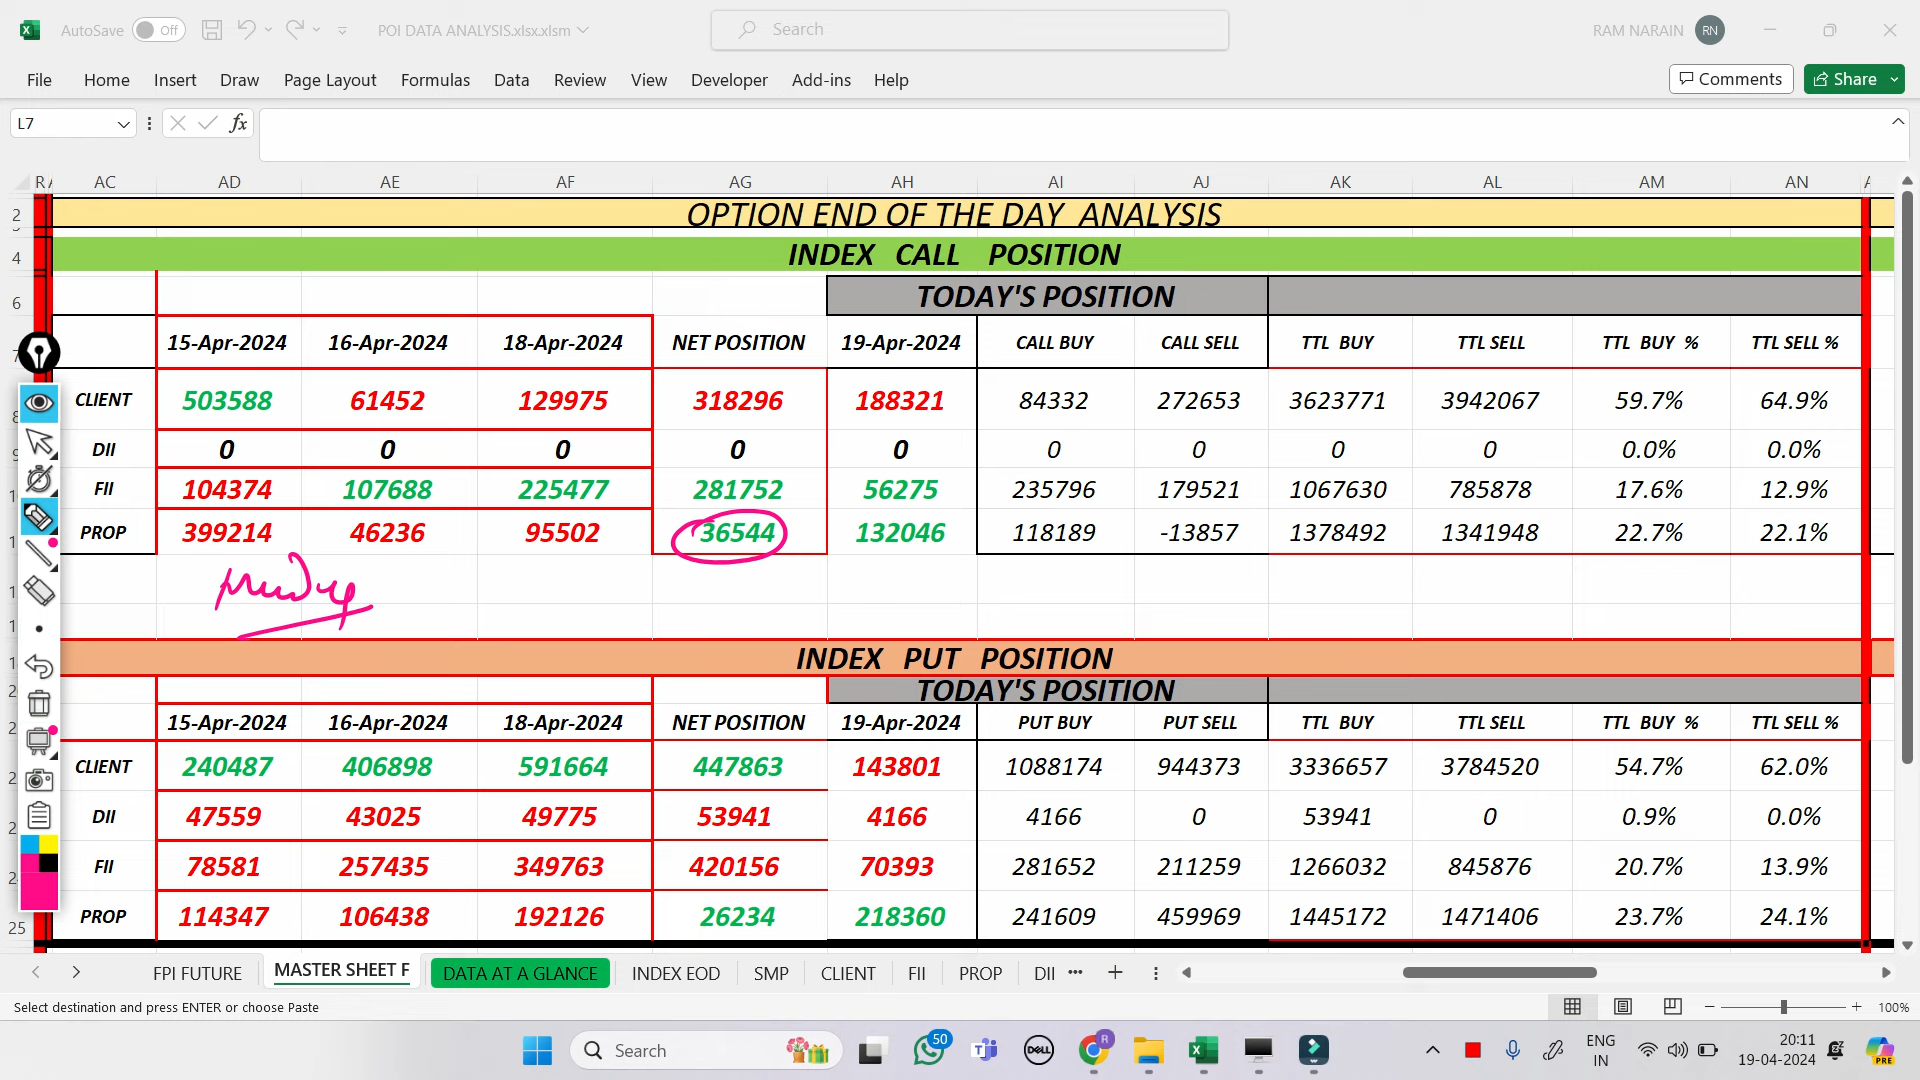 AutoSave Off POI DATA ANALYSIS.xlsx.xlsm Search RAM NARAIN RN
File Home Insert Draw Page Layout Formulas Data Review View Developer Add-ins Help Comments Share
L7 fx
AC AD AE AF AG AH AI AJ AK AL AM AN
2 OPTION END OF THE DAY ANALYSIS
4 INDEX CALL POSITION
6 TODAY'S POSITION
15-Apr-2024 16-Apr-2024 18-Apr-2024 NET POSITION 19-Apr-2024 CALL BUY CALL SELL TTL BUY TTL SELL TTL BUY % TTL SELL %
CLIENT 503588 61452 129975 318296 188321 84332 272653 3623771 3942067 59.7% 64.9%
DII 0 0 0 0 0 0 0 0 0 0.0% 0.0%
FII 104374 107688 225477 281752 56275 235796 179521 1067630 785878 17.6% 12.9%
PROP 399214 46236 95502 36544 132046 118189 -13857 1378492 1341948 22.7% 22.1%
INDEX PUT POSITION
TODAY'S POSITION
15-Apr-2024 16-Apr-2024 18-Apr-2024 NET POSITION 19-Apr-2024 PUT BUY PUT SELL TTL BUY TTL SELL TTL BUY % TTL SELL %
CLIENT 240487 406898 591664 447863 143801 1088174 944373 3336657 3784520 54.7% 62.0%
DII 47559 43025 49775 53941 4166 4166 0 53941 0 0.9% 0.0%
FII 78581 257435 349763 420156 70393 281652 211259 1266032 845876 20.7% 13.9%
25 PROP 114347 106438 192126 26234 218360 241609 459969 1445172 1471406 23.7% 24.1%
FPI FUTURE MASTER SHEET F DATA AT A GLANCE INDEX EOD SMP CLIENT FII PROP DII
Select destination and press ENTER or choose Paste 100%
Search 50 DELL R ENG IN 20:11 19-04-2024 PRE